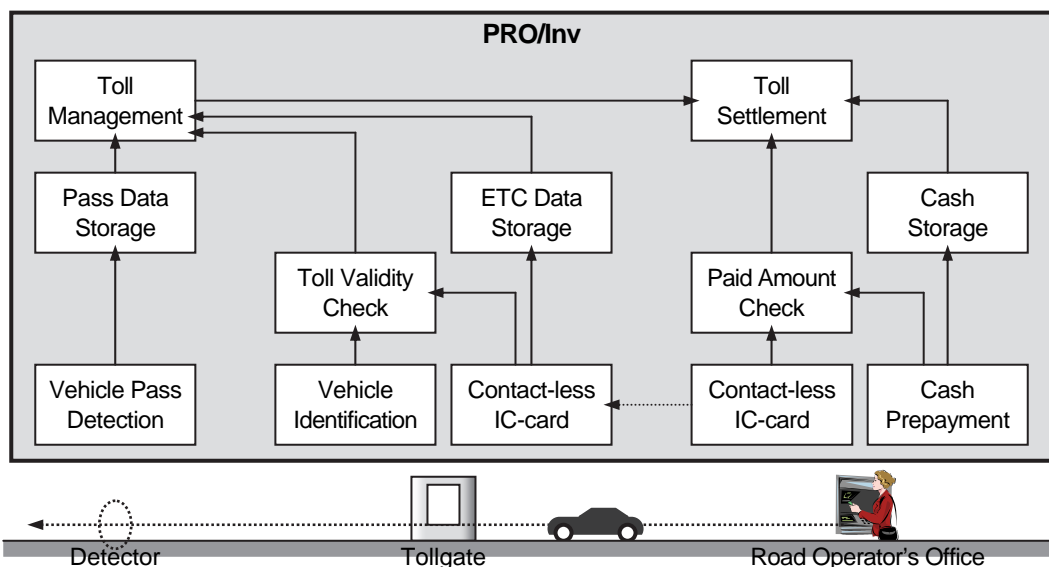 PRO/Inv
Toll
Management
Toll
Settlement
Pass Data
Storage
ETC Data
Storage
Cash
Storage
Toll Validity
Check
Paid Amount
Check
Vehicle Pass
Detection
Vehicle
Identification
Contact-less
IC-card
Contact-less
IC-card
Cash
Prepayment
Detector
Tollgate
Road Operator's Office